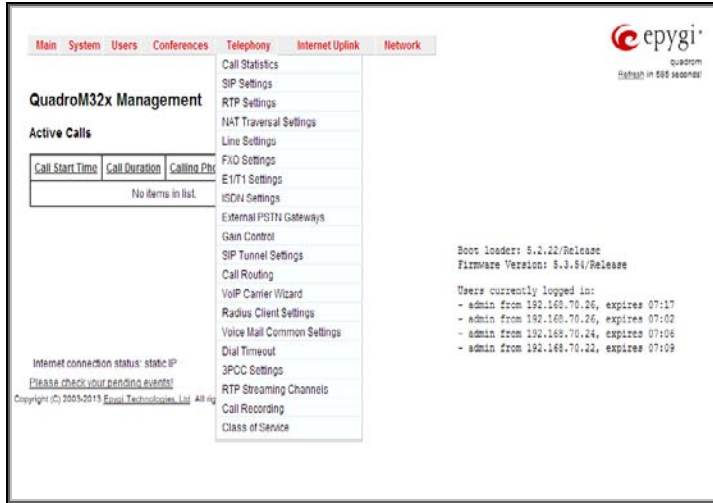 Main System Users Conferences Telephony Internet Uplink Network
epygi
quadrom
Refresh in 585 seconds!
Call Statistics
SIP Settings
RTP Settings
NAT Traversal Settings
Line Settings
FXO Settings
E1/T1 Settings
ISDN Settings
External PSTN Gateways
Gain Control
SIP Tunnel Settings
Call Routing
VoIP Carrier Wizard
Radius Client Settings
Voice Mail Common Settings
Dial Timeout
3PCC Settings
RTP Streaming Channels
Call Recording
Class of Service
QuadroM32x Management
Active Calls
Call Start Time Call Duration Calling Pho
No items in list.
Boot loader: 5.2.22/Release
Firmware Version: 5.3.54/Release
Users currently logged in:
- admin from 192.168.70.26, expires 07:17
- admin from 192.168.70.26, expires 07:02
- admin from 192.168.70.24, expires 07:06
- admin from 192.168.70.22, expires 07:09
Internet connection status: static IP
Please check your pending events!
Copyright (C) 2003-2013 Epygi Technologies, Ltd. All rig